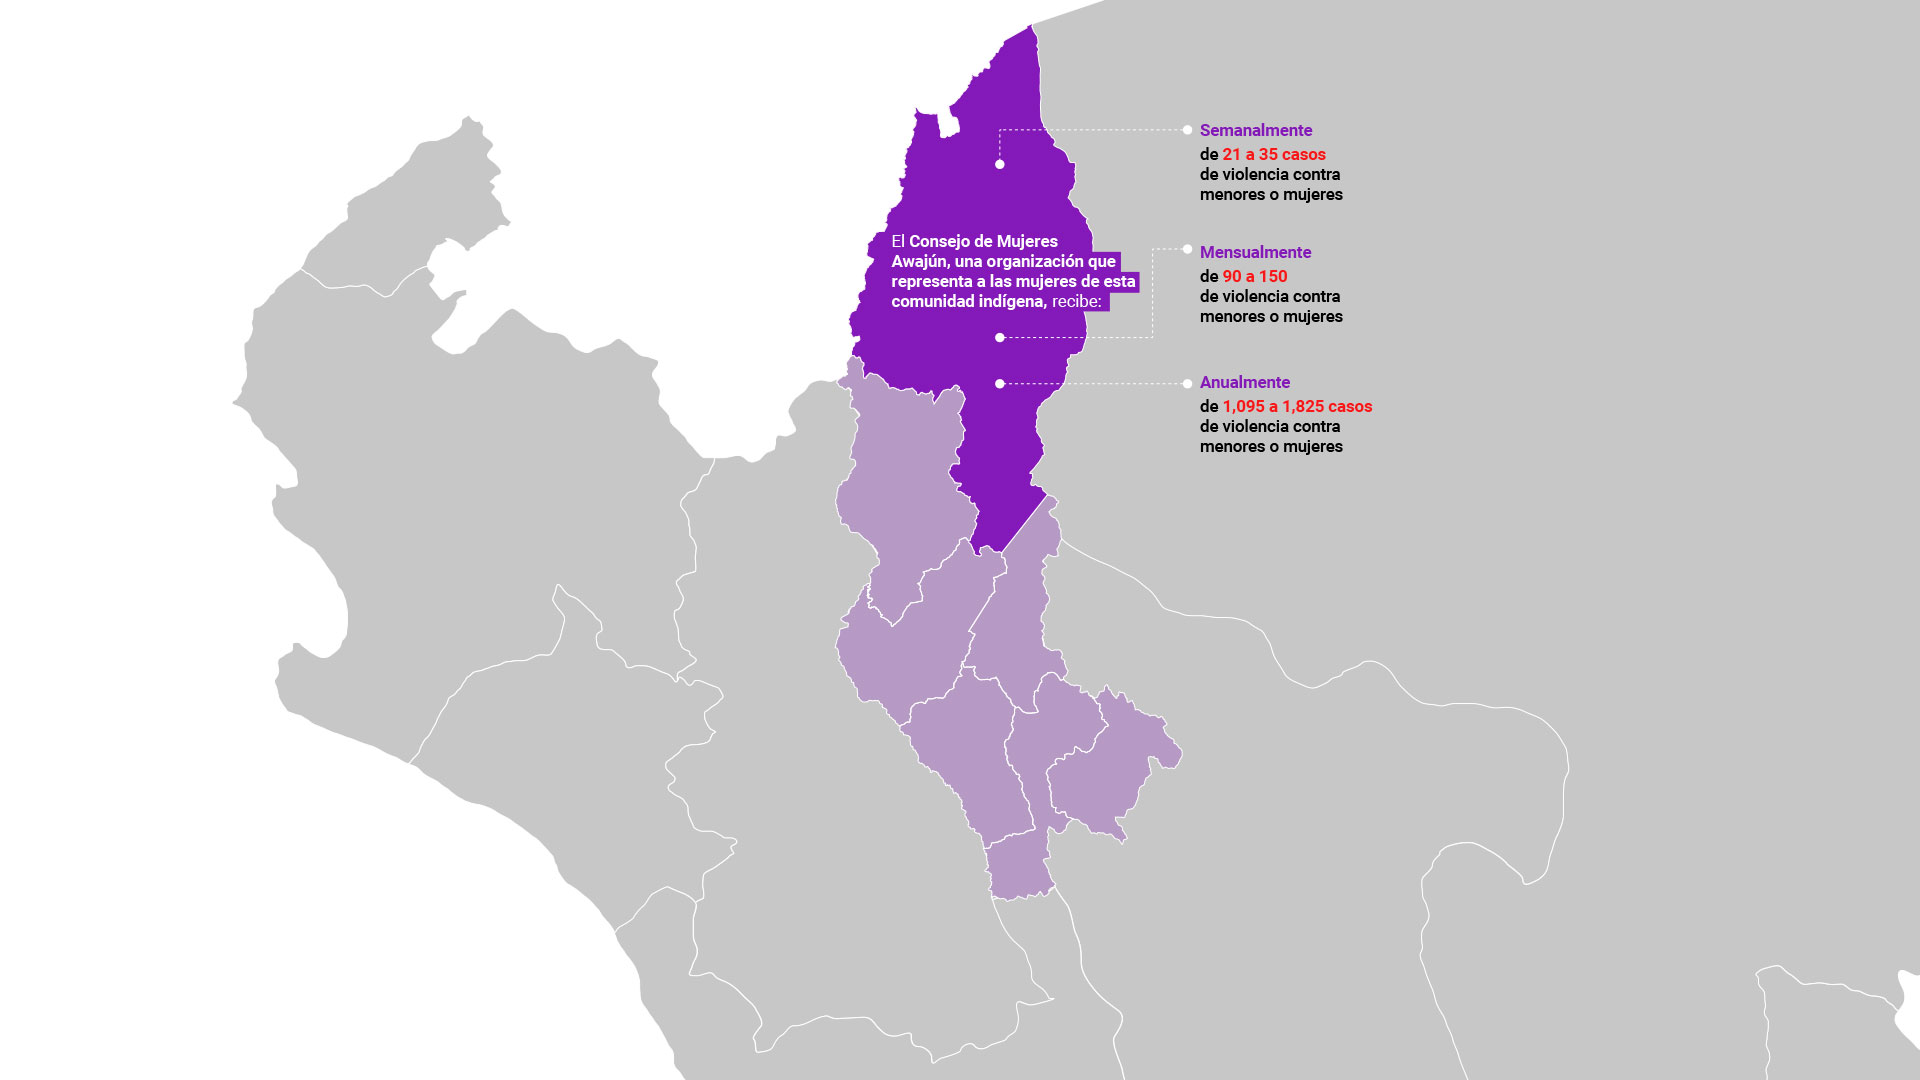 El Consejo de Mujeres
Awajún, una organización que
representa a las mujeres de esta
comunidad indígena, recibe:
Semanalmente
de 21 a 35 casos
de violencia contra
menores o mujeres
Mensualmente
de 90 a 150
de violencia contra
menores o mujeres
Anualmente
de 1,095 a 1,825 casos
de violencia contra
menores o mujeres